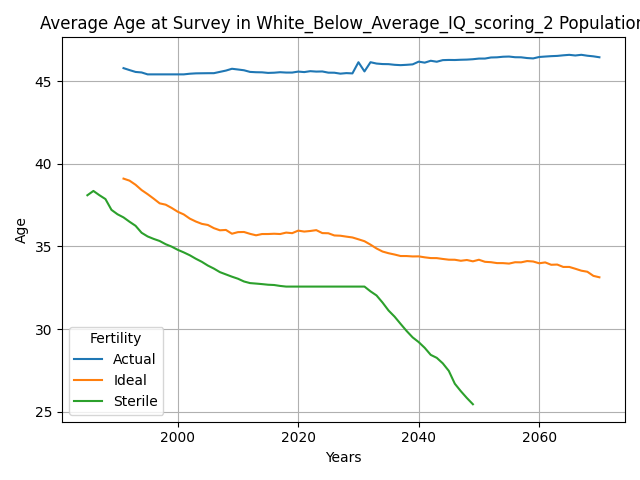 Average Age at Survey in White_Below_Average_IQ_scoring_2 Population
Age
45
40
35
30
25
Fertility
Actual
Ideal
Sterile
2000
2020
2040
2060
Years